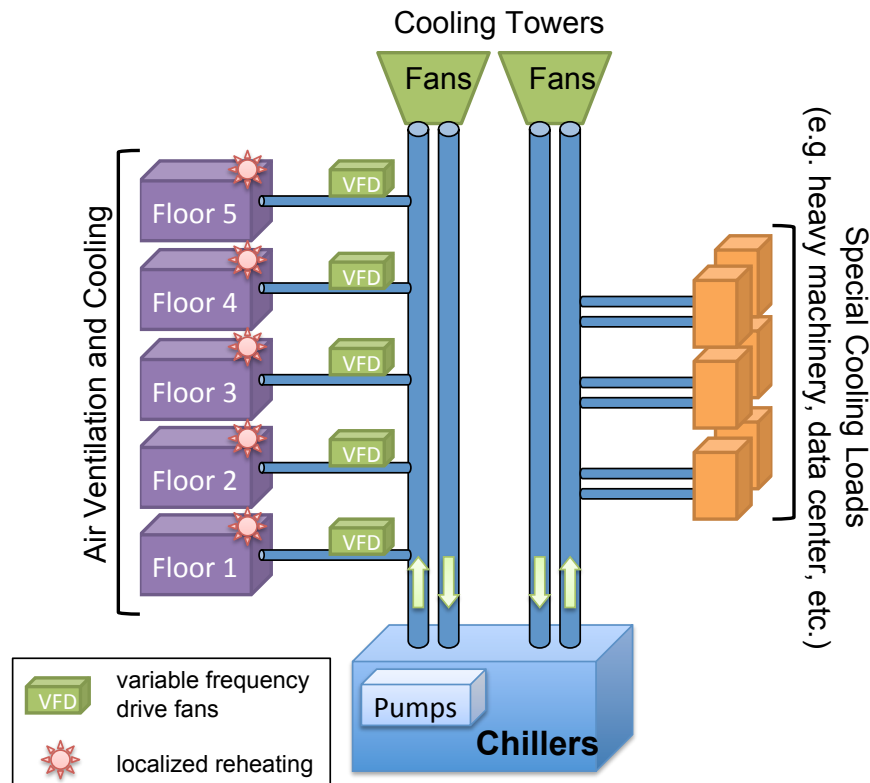 Cooling Towers
Fans
Fans
Air Ventilation and Cooling
Floor 5
VFD
Floor 4
VFD
Floor 3
VFD
Floor 2
VFD
Floor 1
VFD
Special Cooling Loads
(e.g. heavy machinery, data center, etc.)
Pumps
Chillers
VFD
variable frequency
drive fans
localized reheating